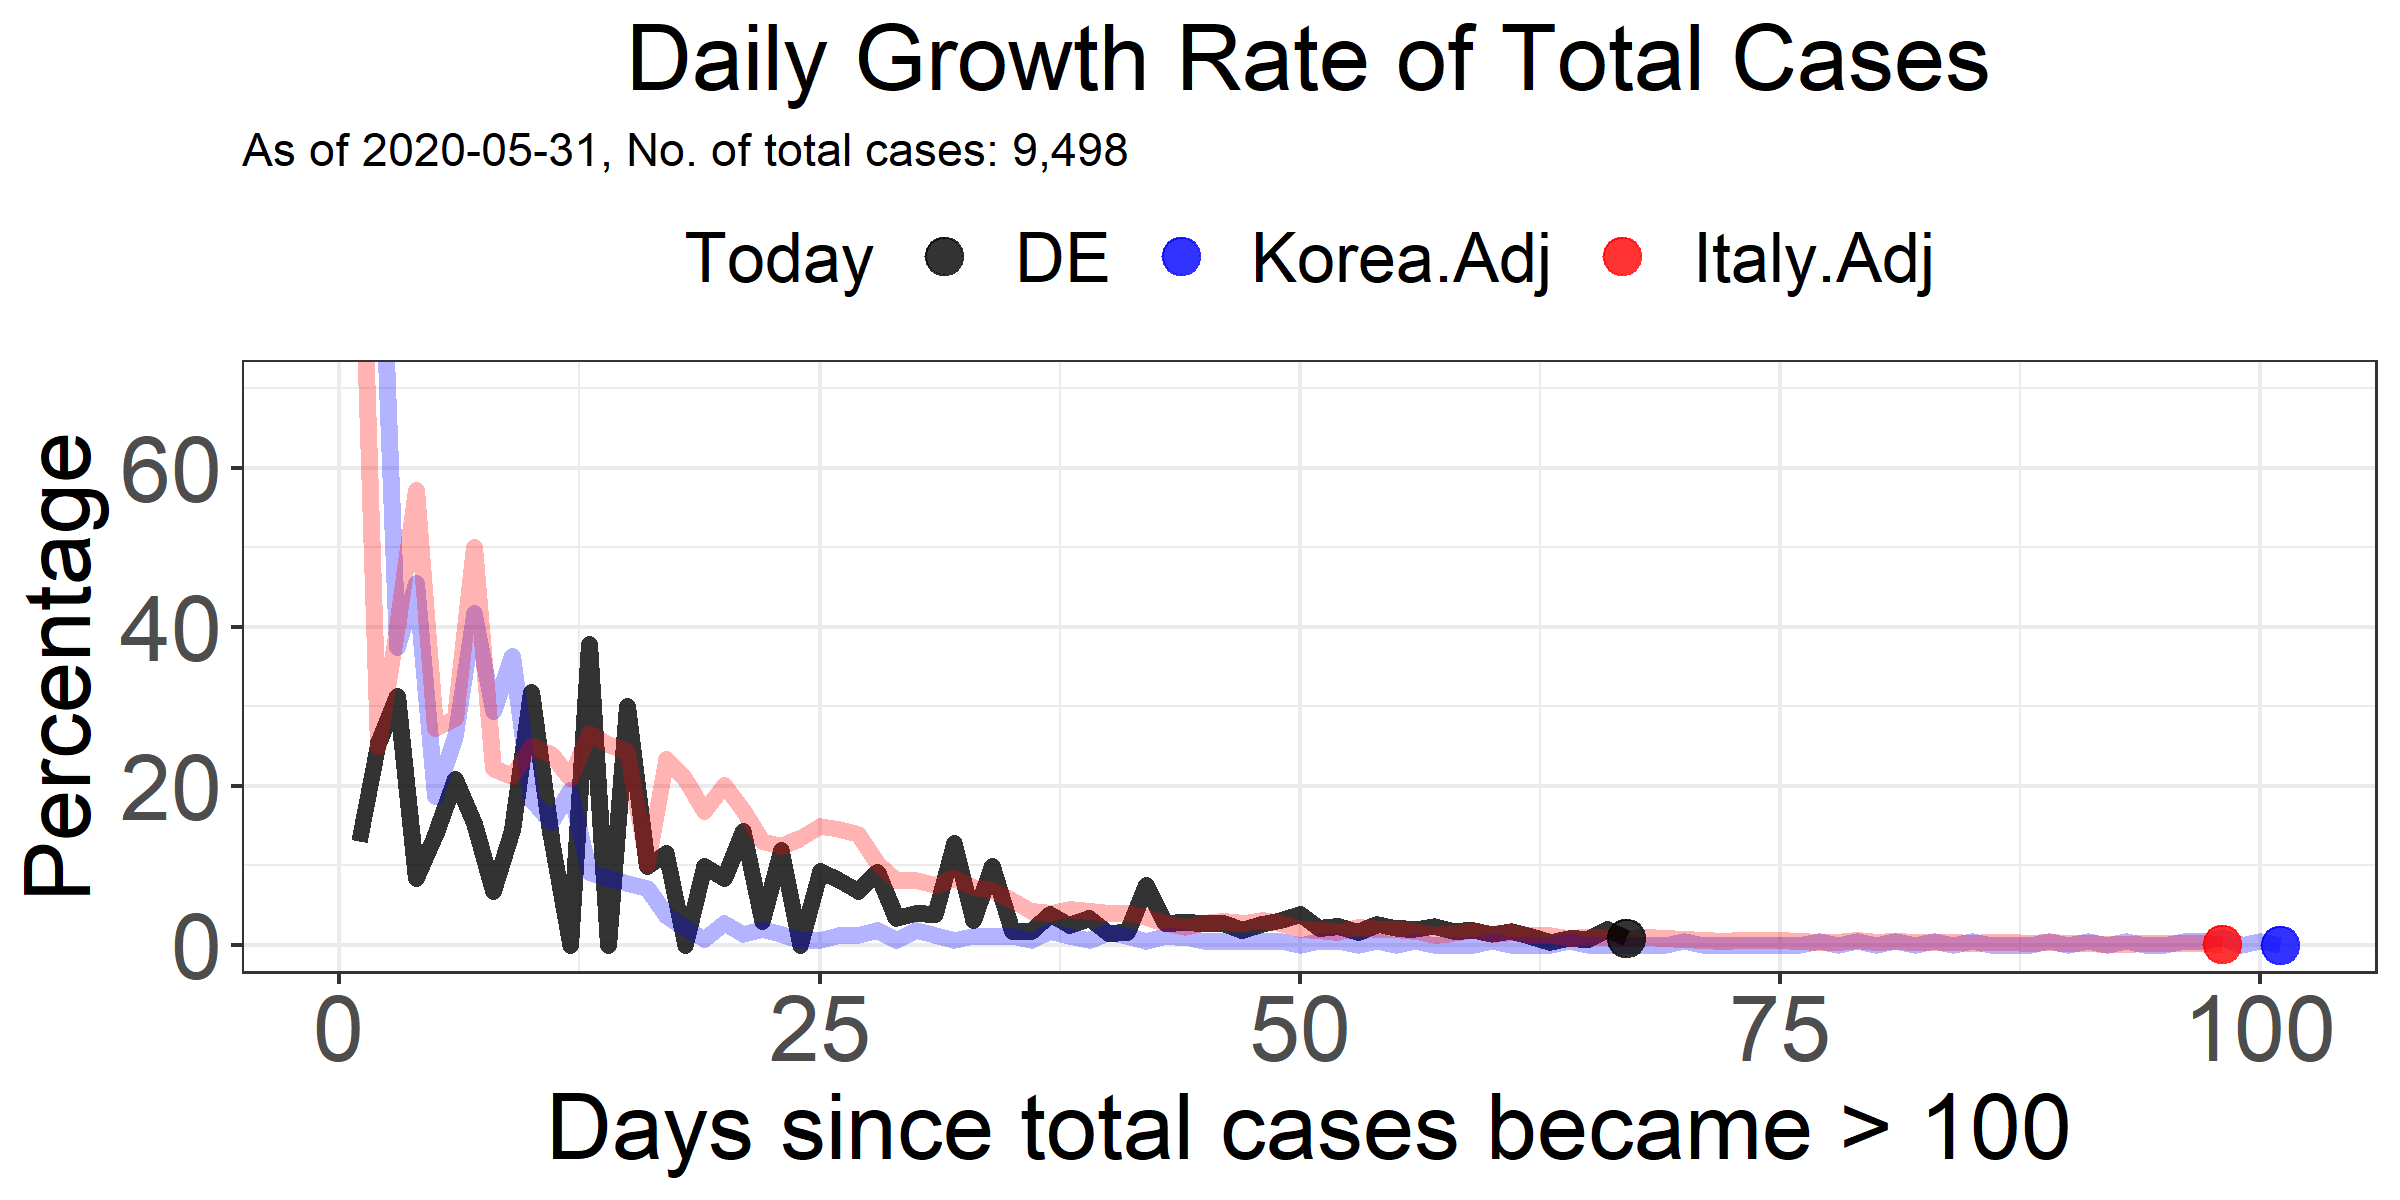 Daily Growth Rate of Total Cases
As of 2020-05-31, No. of total cases: 9,498
Today DE Korea.Adj Italy.Adj
Percentage
60
40
20
0
0 25 50 75 100
Days since total cases became > 100